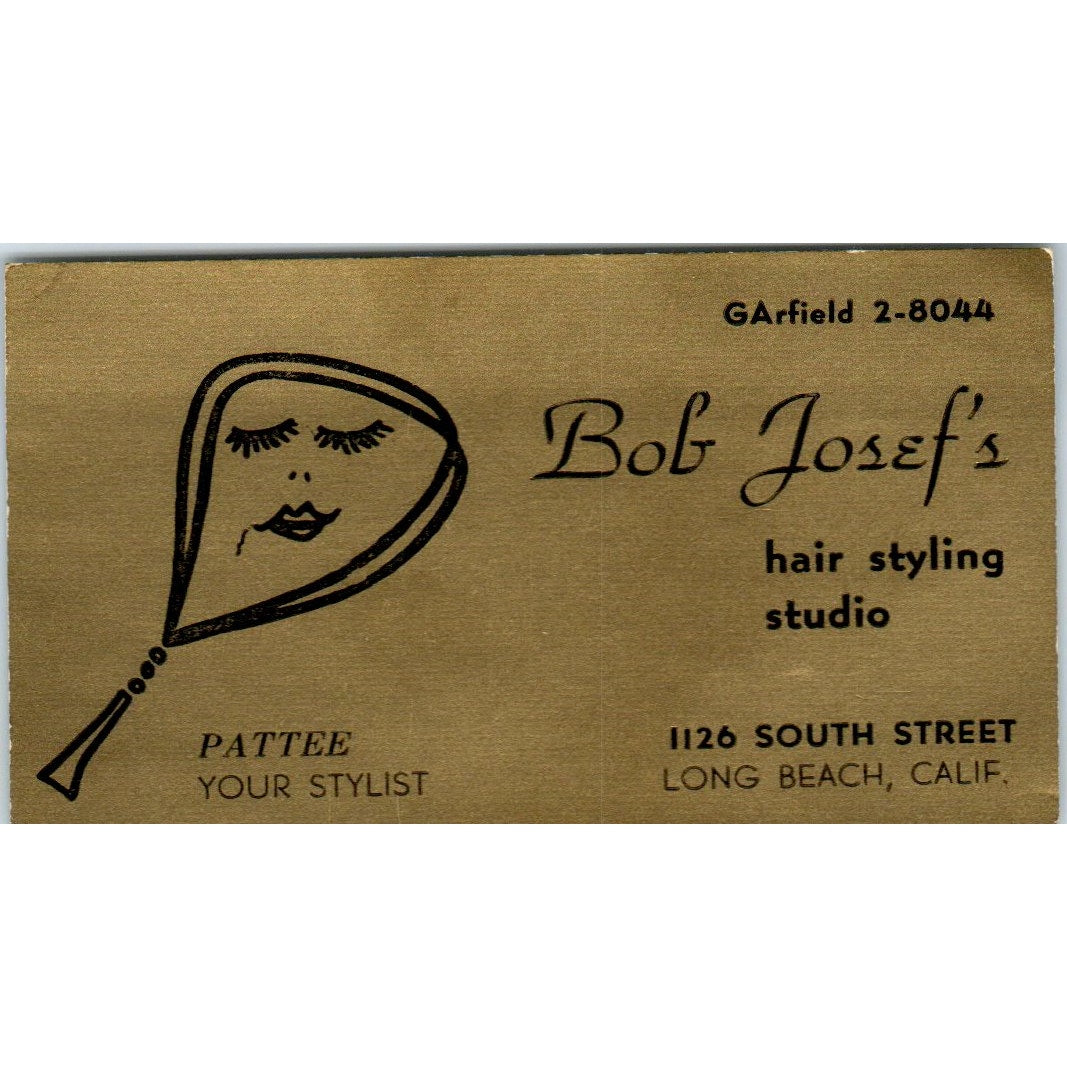 GArfield 2-8044
Bob Josef's
hair styling
studio
PATTEE
YOUR STYLIST
1126 SOUTH STREET
LONG BEACH, CALIF.